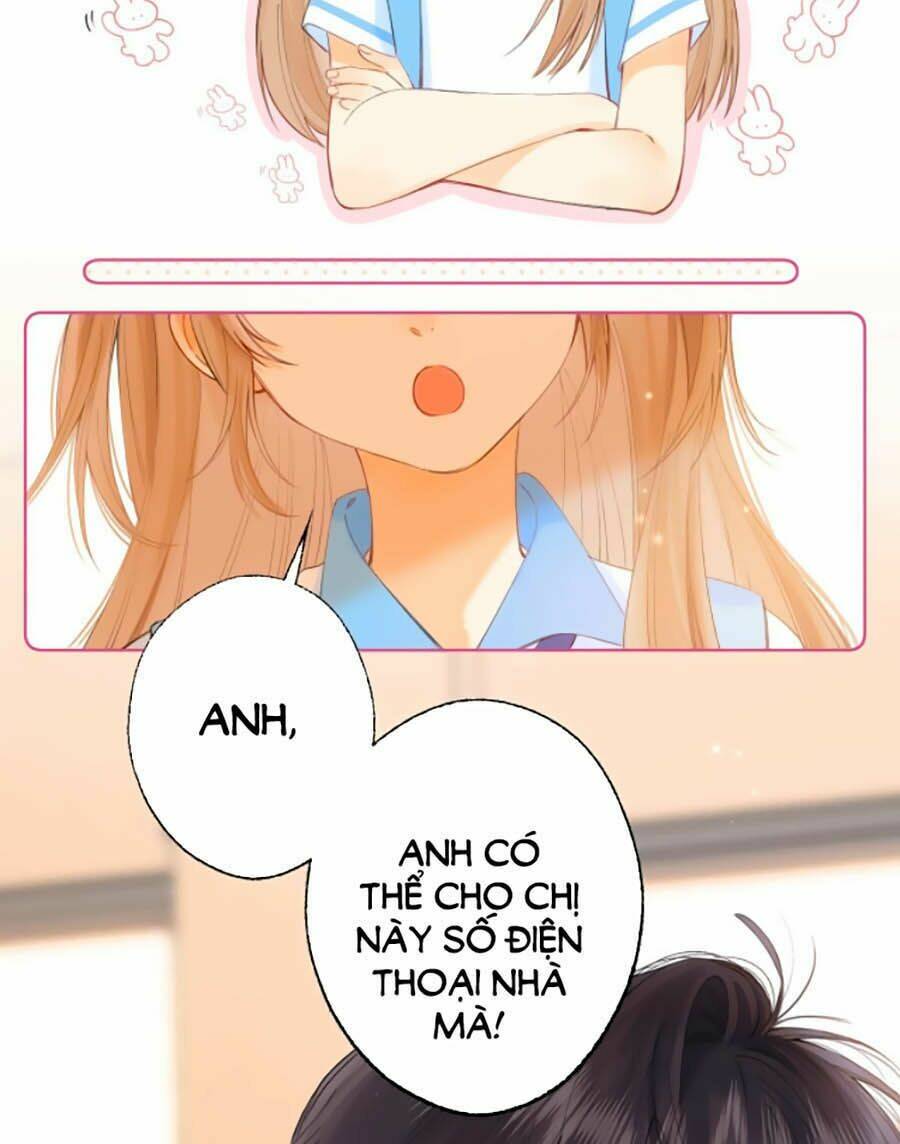 ANH,
ANH CÓ
THỂ CHO CHỊ
NÀY SỐ ĐIỆN
THOẠI NHÀ
MÀ!